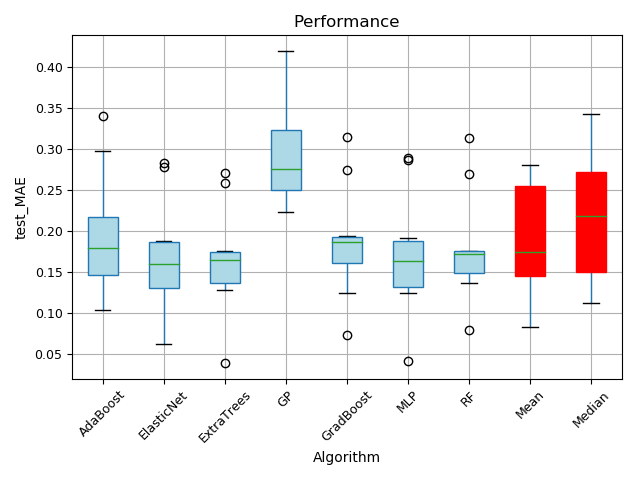 Performance
test_MAE
0.40
0.35
0.30
0.25
0.20
0.15
0.10
0.05
AdaBoost
ElasticNet
ExtraTrees
GP
GradBoost
MLP
RF
Mean
Median
Algorithm